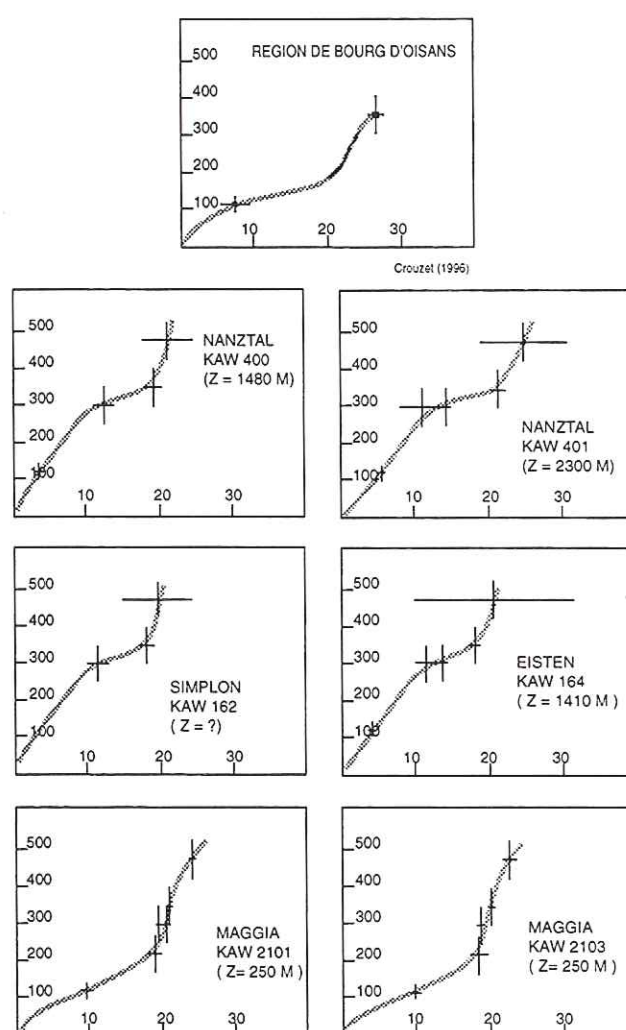 REGION DE BOURG D'OISANS
500
400
300
200
100
10 20 30
Crouzet (1996)
500
400
300
200
100
10 20 30
NANZTAL
KAW 400
(Z = 1480 M)
500
400
300
200
100
10 20 30
NANZTAL
KAW 401
(Z = 2300 M)
500
400
300
200
100
10 20 30
SIMPLON
KAW 162
( Z = ?)
500
400
300
200
100
10 20 30
EISTEN
KAW 164
( Z = 1410 M )
500
400
300
200
100
10 20 30
MAGGIA
KAW 2101
(Z= 250 M)
500
400
300
200
100
10 20 30
MAGGIA
KAW 2103
(Z= 250 M )